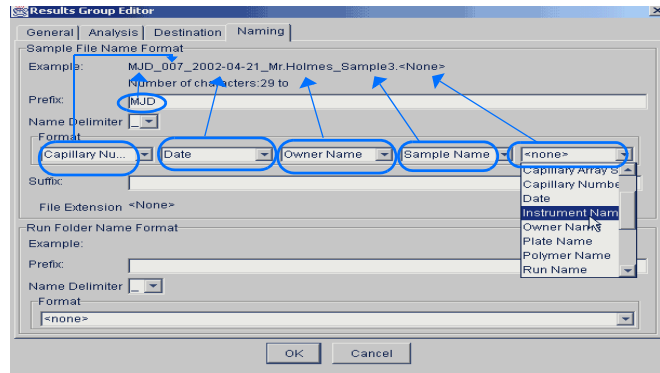 Results Group Editor
General Analysis Destination Naming
Sample File Name Format
Example: MJD_007_2002-04-21_Mr.Holmes_Sample3.<None>
Number of characters:29 to
Prefix: MJD
Name Delimiter _
Format
Capillary Nu... Date Owner Name Sample Name <none>
Capillary Array S
Suffix:
Capillary Numbe
Date
File Extension <None>
Instrument Nam
Run Folder Name Format
Owner Name
Example:
Plate Name
Polymer Name
Prefix:
Run Name
Name Delimiter _
Format
<none>
OK Cancel